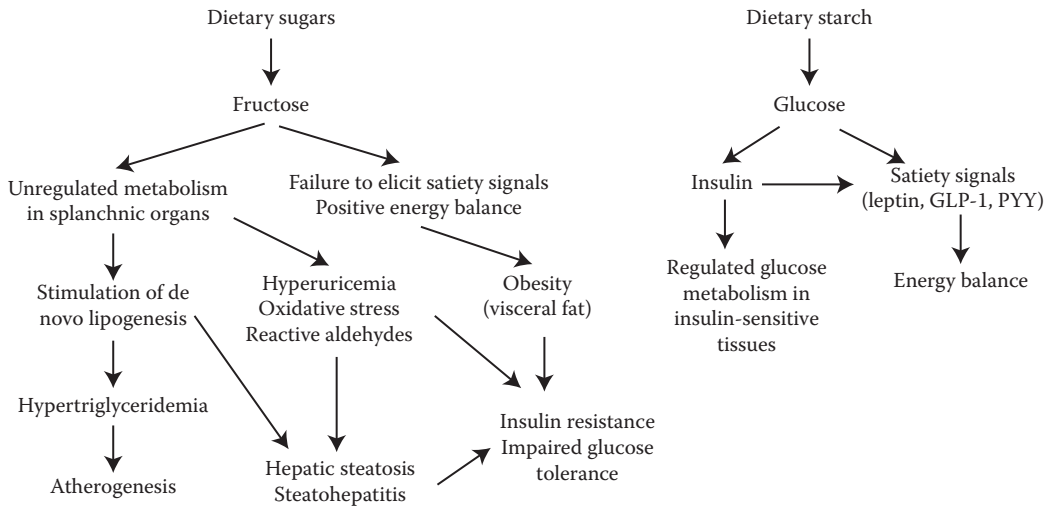 Dietary sugars
Fructose
Unregulated metabolism
in splanchnic organs
Failure to elicit satiety signals
Positive energy balance
Stimulation of de
novo lipogenesis
Hyperuricemia
Oxidative stress
Reactive aldehydes
Obesity
(visceral fat)
Hypertriglyceridemia
Atherogenesis
Hepatic steatosis
Steatohepatitis
Insulin resistance
Impaired glucose
tolerance
Dietary starch
Glucose
Insulin
Satiety signals
(leptin, GLP-1, PYY)
Regulated glucose
metabolism in
insulin-sensitive
tissues
Energy balance